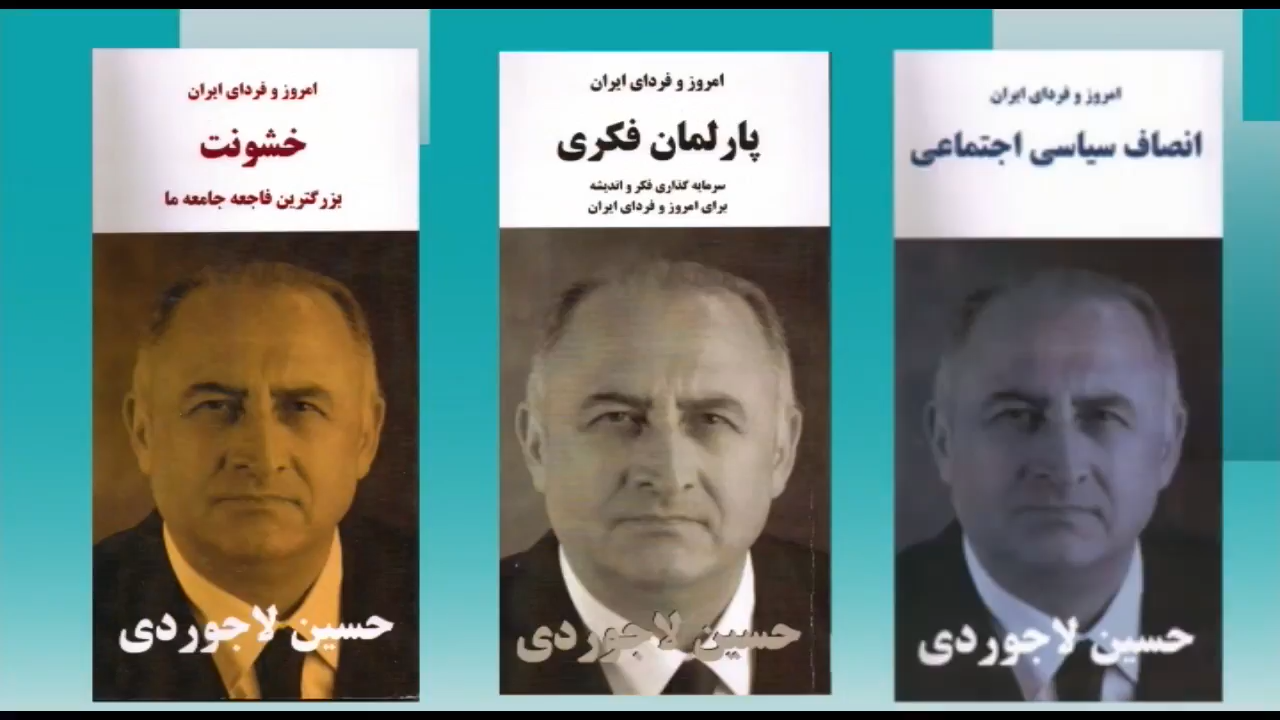 امروز و فردای ایران
انصاف سیاسی اجتماعی
حسین لاجوردی
امروز و فردای ایران
پارلمان فکری
سرمایه گذاری فکر و اندیشه
برای امروز و فردای ایران
حسین لاجوردی
امروز و فردای ایران
خشونت
بزرگترین فاجعه جامعه ما
حسین لاجوردی